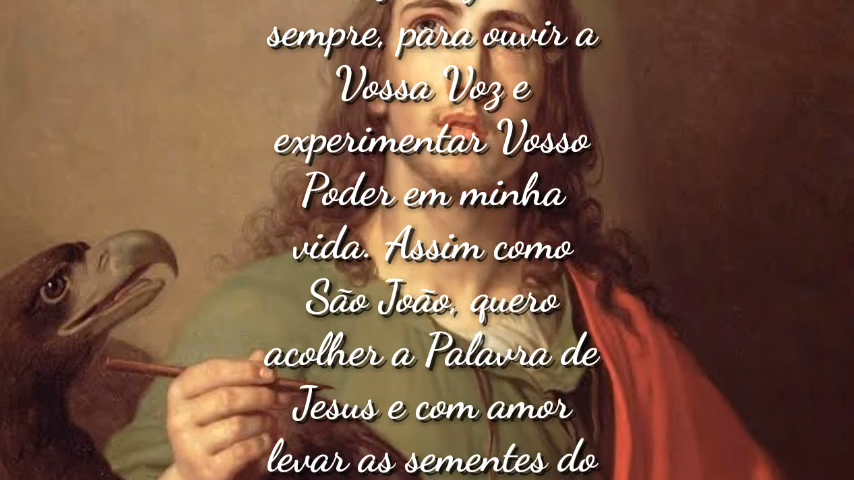 sempre, para ouvir a
Vossa Voz e
experimentar Vosso
Poder em minha
vida. Assim como
São João, quero
acolher a Palavra de
Jesus e com amor
levar as sementes do